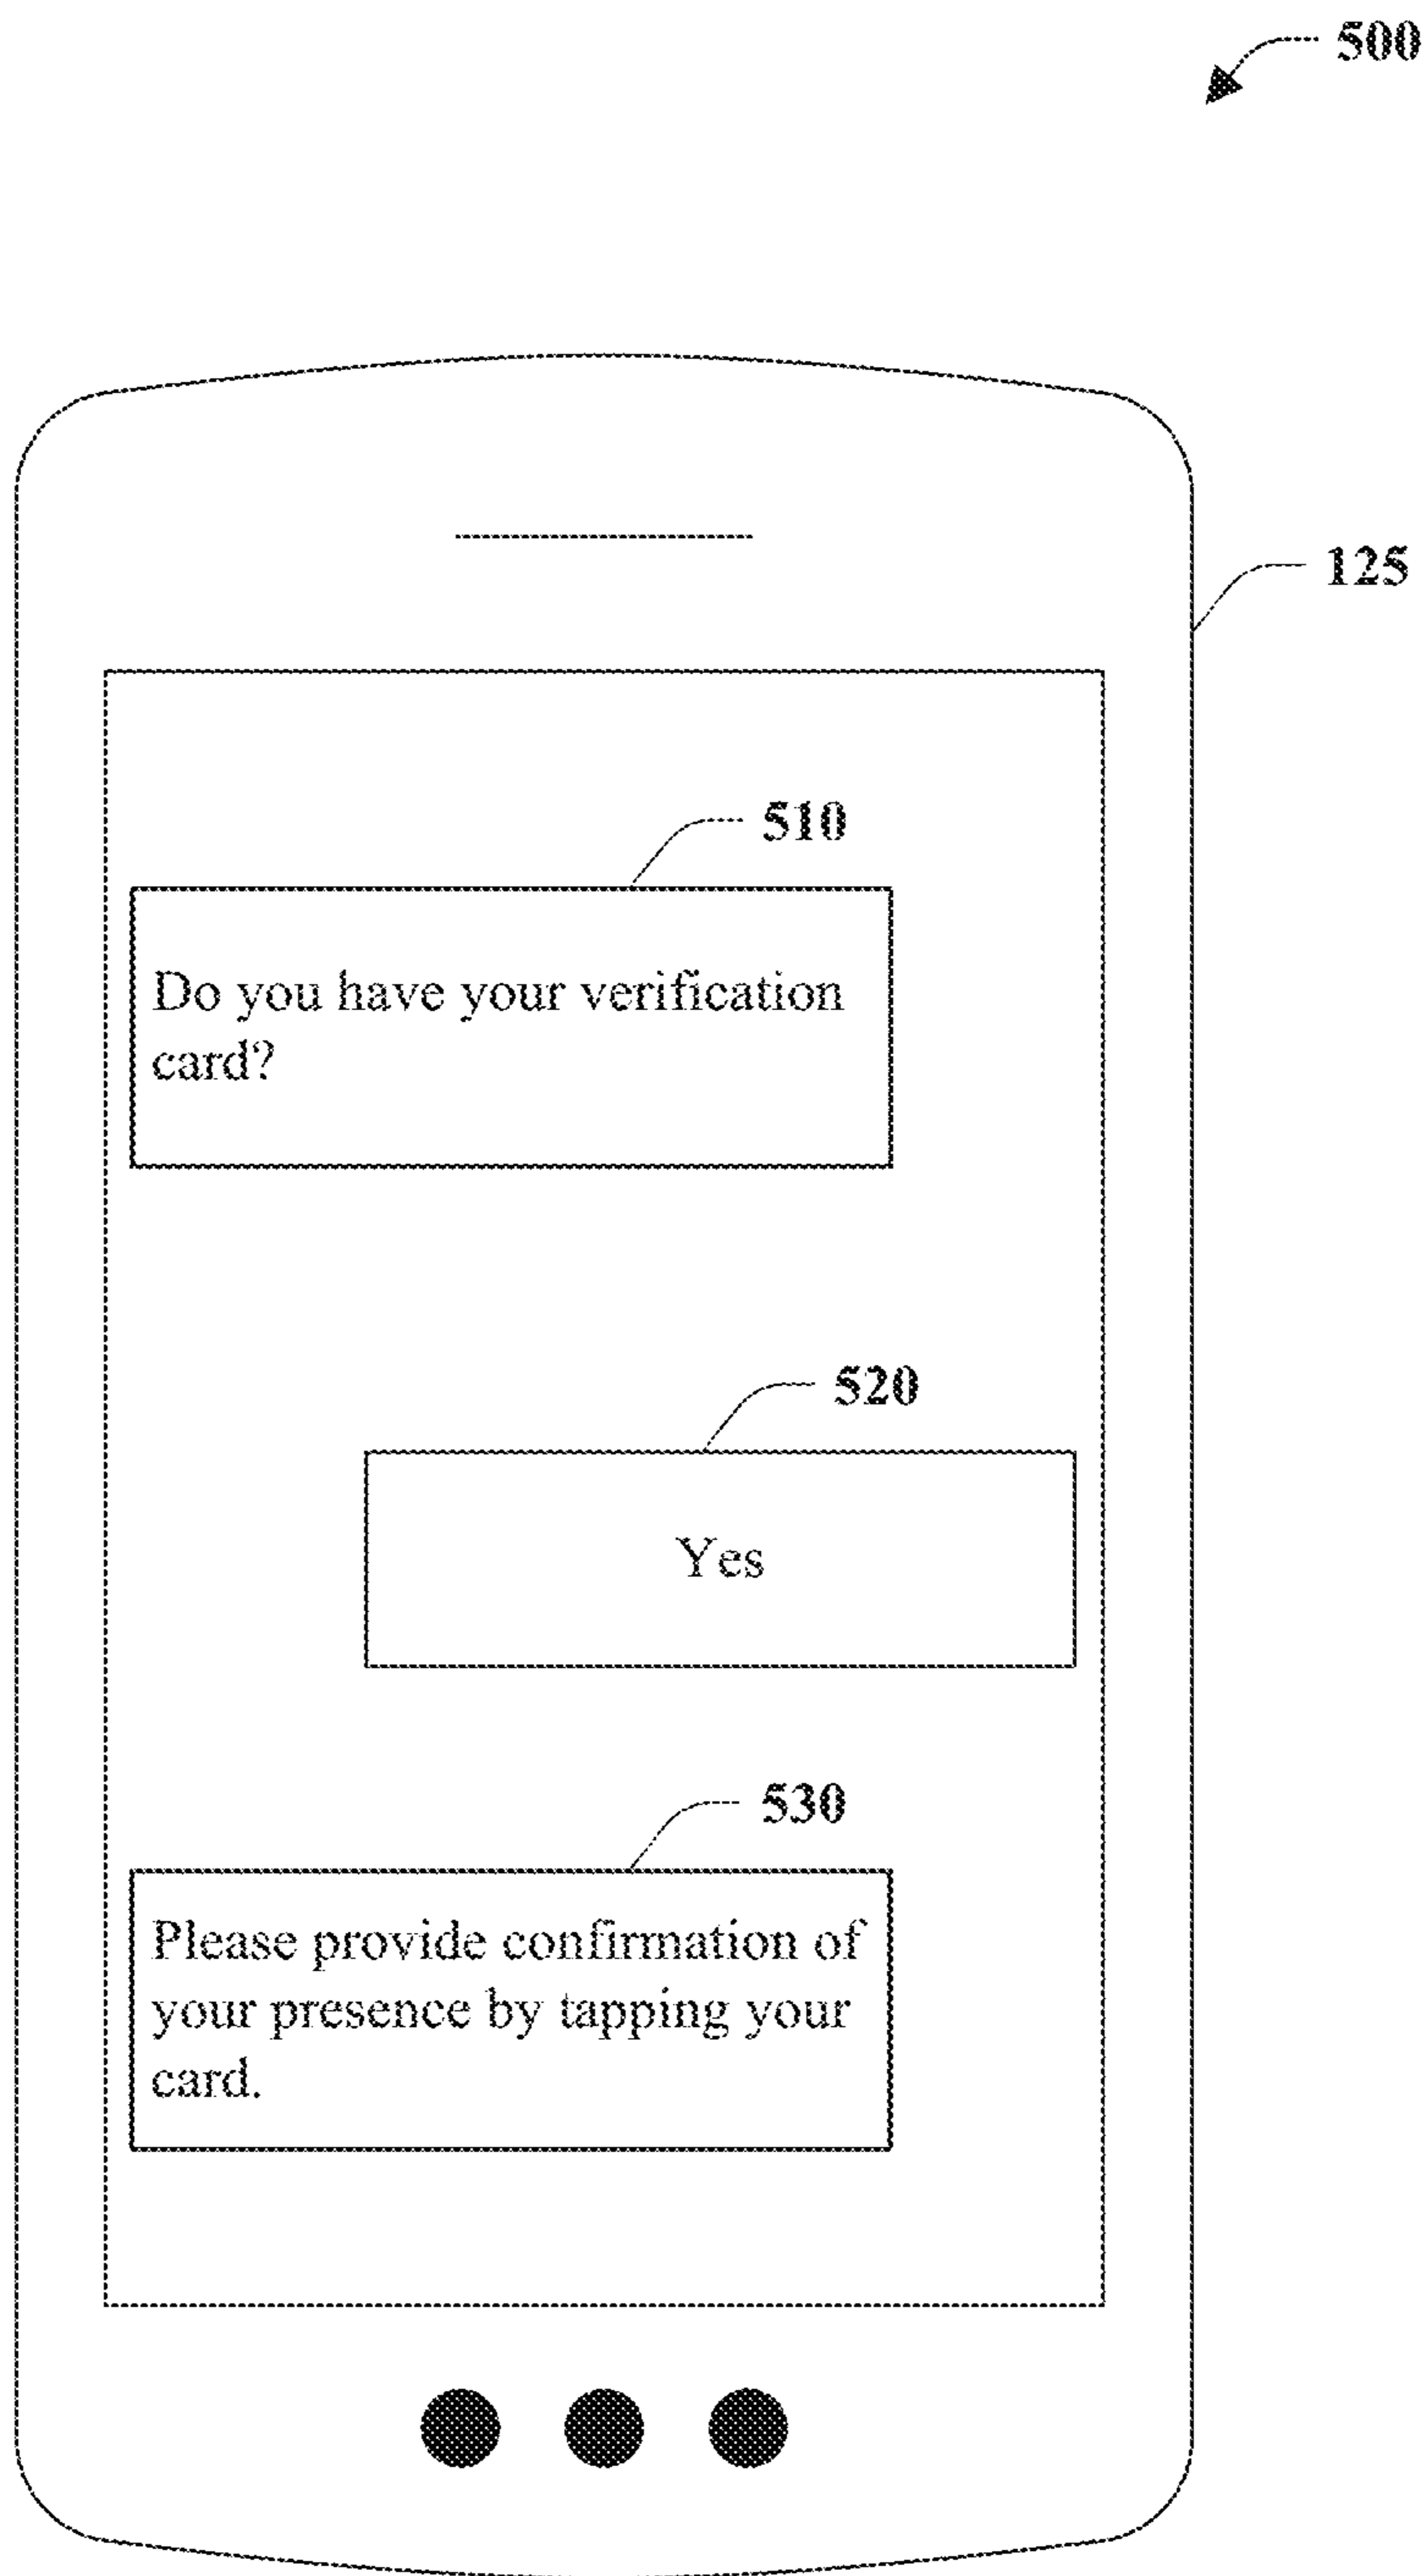 500
125
510
Do you have your verification
card?
520
Yes
530
Please provide confirmation of
your presence by tapping your
card.